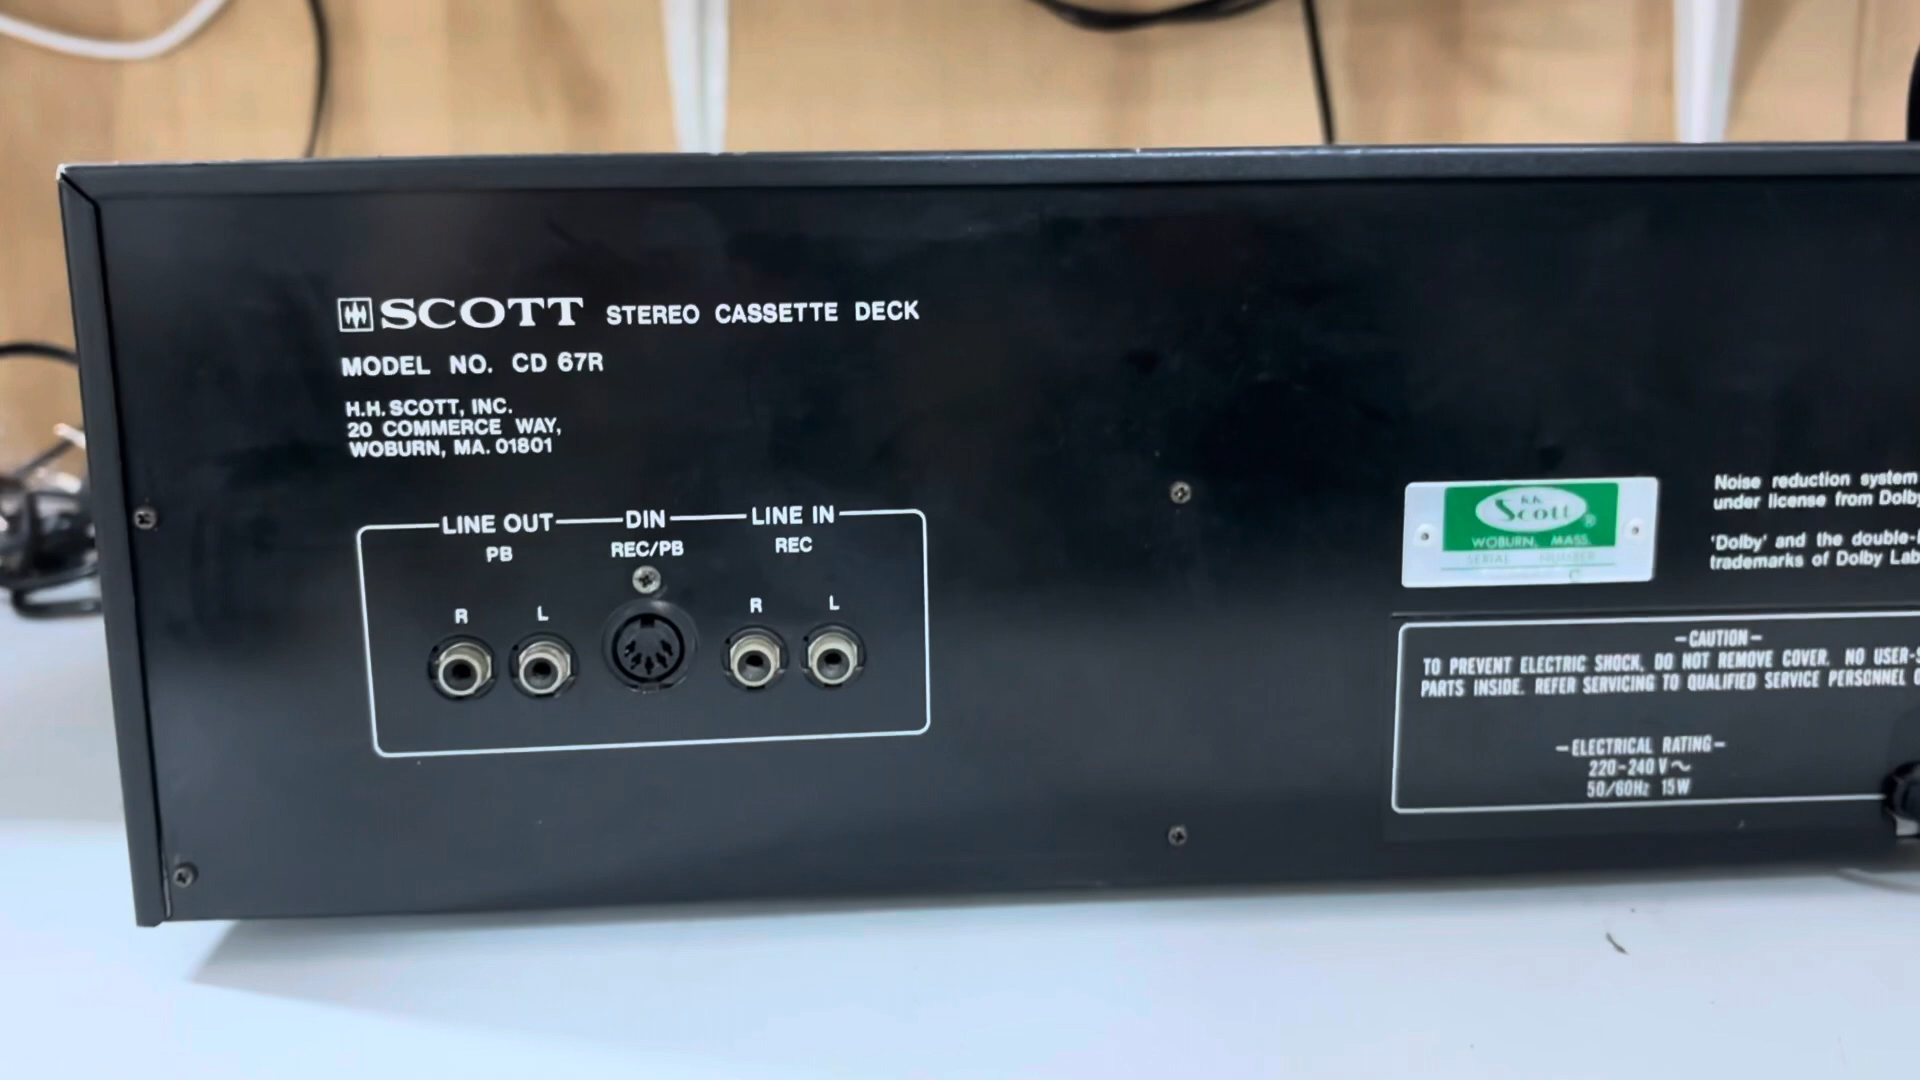 SCOTT STEREO CASSETTE DECK
MODEL NO. CD 67R
H.H. SCOTT, INC.
20 COMMERCE WAY,
WOBURN, MA. 01801
LINE OUT DIN LINE IN
PB REC/PB REC
R L R L
H.H.
Scott ®
WOBURN, MASS.
SERIAL NUMBER
C
Noise reduction system
under license from Dolby
'Dolby' and the double-
trademarks of Dolby Lab
-CAUTION-
TO PREVENT ELECTRIC SHOCK, DO NOT REMOVE COVER. NO USER-S
PARTS INSIDE. REFER SERVICING TO QUALIFIED SERVICE PERSONNEL O
-ELECTRICAL RATING-
220-240 V ~
50/60Hz 15W